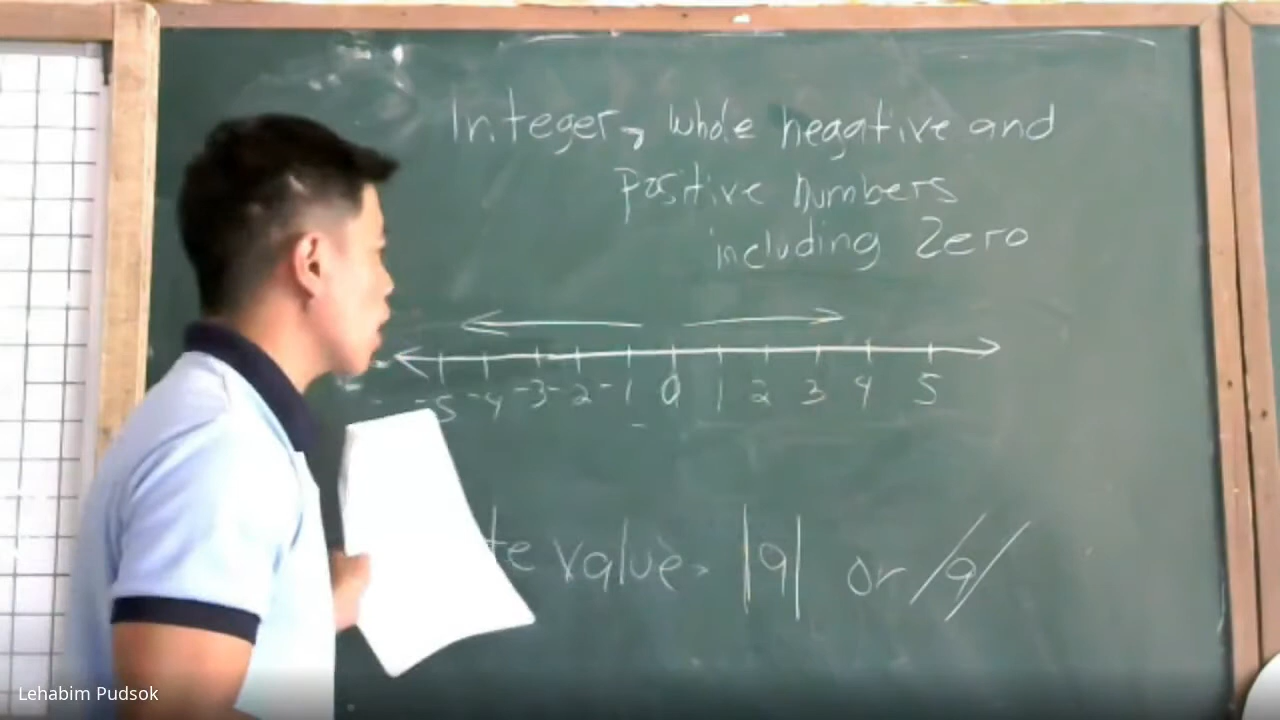 Integer, whole negative and
positive numbers
including Zero
-5 -4 -3 -2 -1 0 1 2 3 4 5
te value |9| or /9/
Lehabim Pudsok